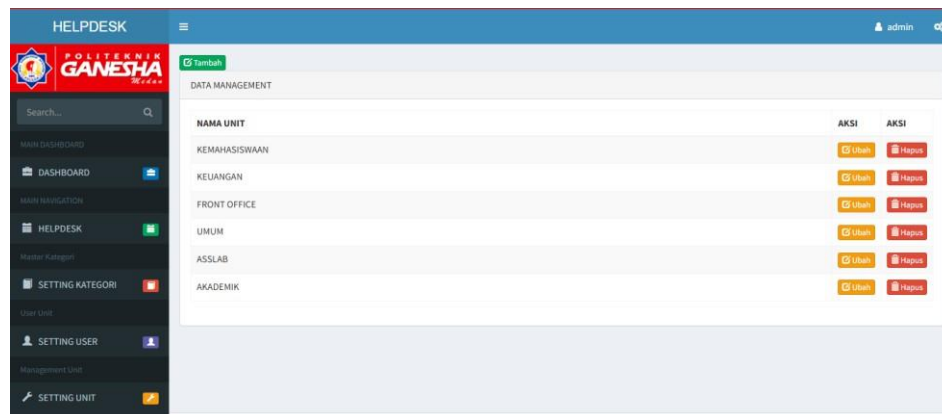 HELPDESK
admin
POLITEKNIK
GANESHA
Medan
Tambah
DATA MANAGEMENT
Search...
MAIN DASHBOARD
DASHBOARD
MAIN NAVIGATION
HELPDESK
Master Kategori
SETTING KATEGORI
User Unit
SETTING USER
Management Unit
SETTING UNIT
NAMA UNIT AKSI AKSI
KEMAHASISWAAN Ubah Hapus
KEUANGAN Ubah Hapus
FRONT OFFICE Ubah Hapus
UMUM Ubah Hapus
ASSLAB Ubah Hapus
AKADEMIK Ubah Hapus